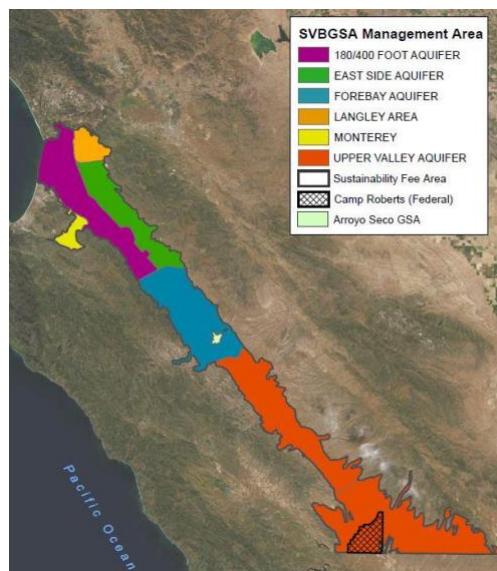 SVBGSA Management Area
180/400 FOOT AQUIFER
EAST SIDE AQUIFER
FOREBAY AQUIFER
LANGLEY AREA
MONTEREY
UPPER VALLEY AQUIFER
Sustainability Fee Area
Camp Roberts (Federal)
Arroyo Seco GSA
Pacific Ocean